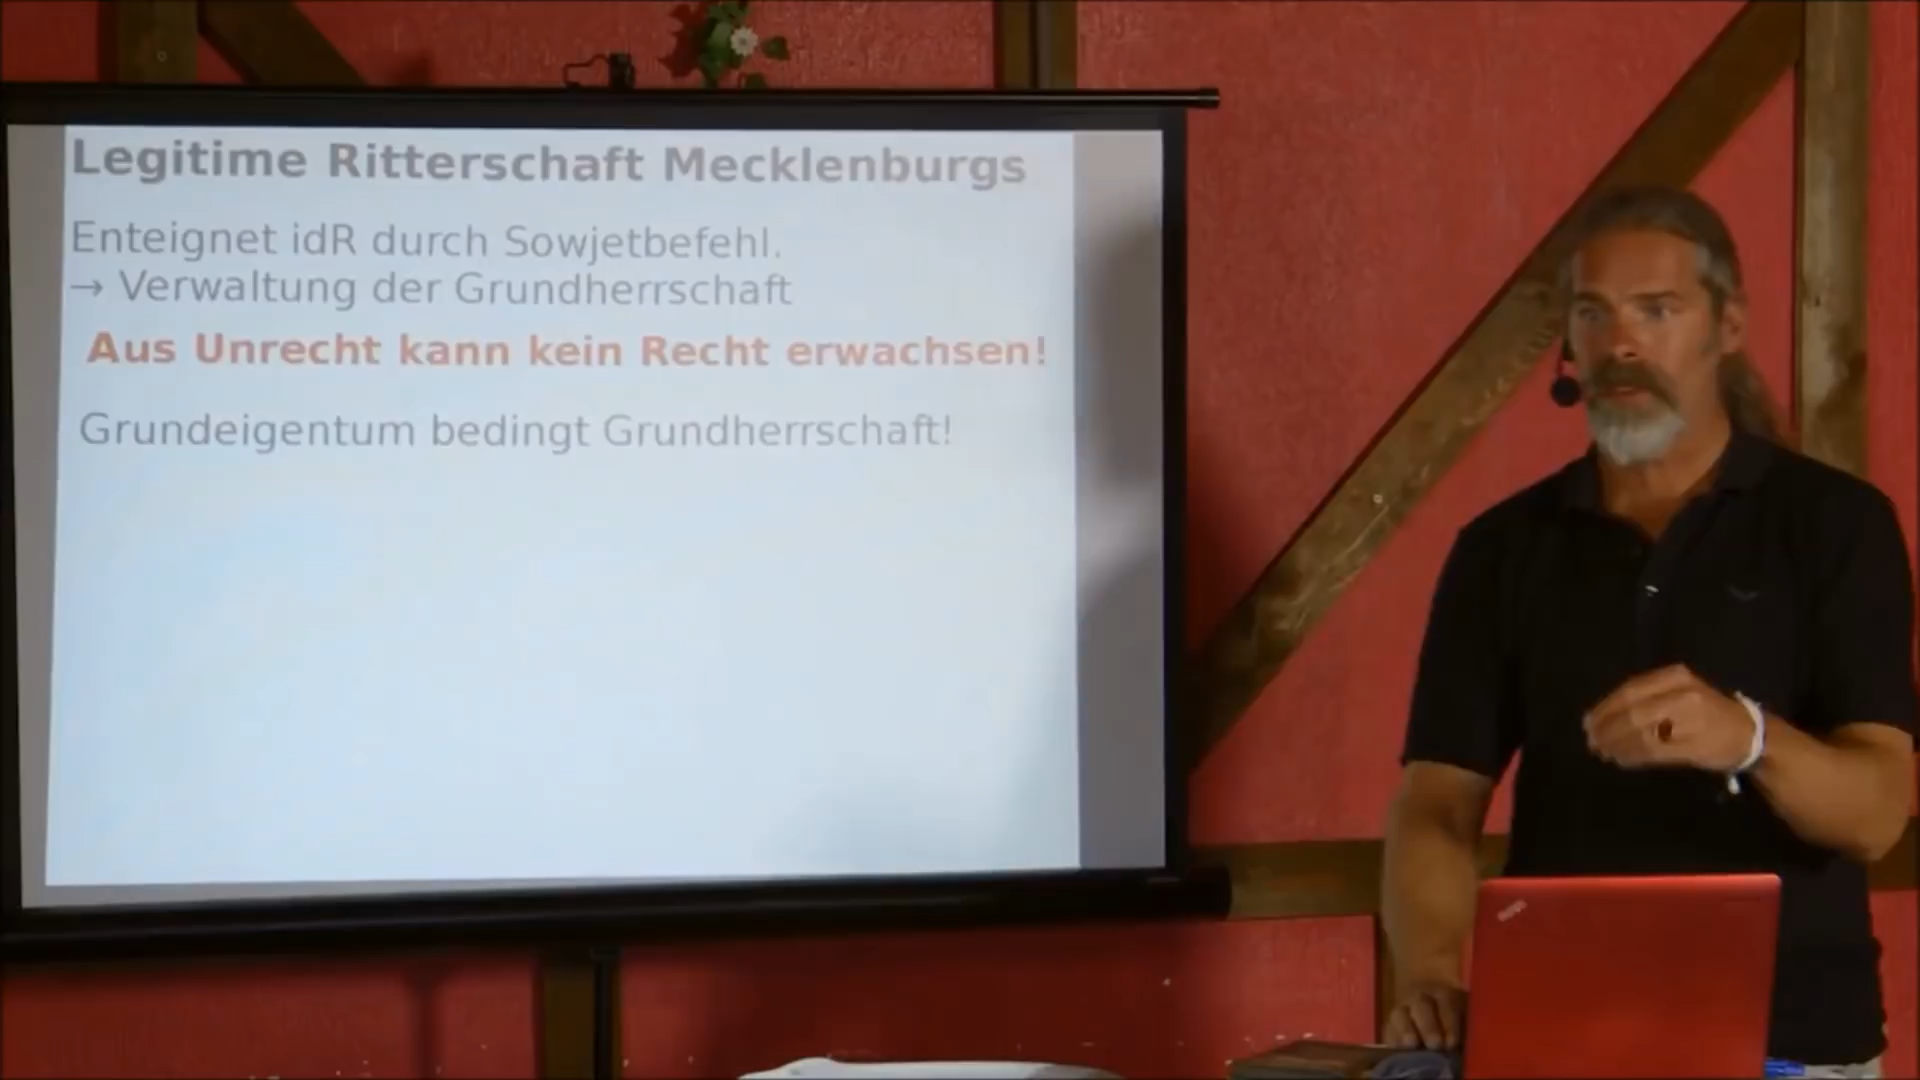 Legitime Ritterschaft Mecklenburgs
Enteignet idR durch Sowjetbefehl.
→ Verwaltung der Grundherrschaft
Aus Unrecht kann kein Recht erwachsen!
Grundeigentum bedingt Grundherrschaft!